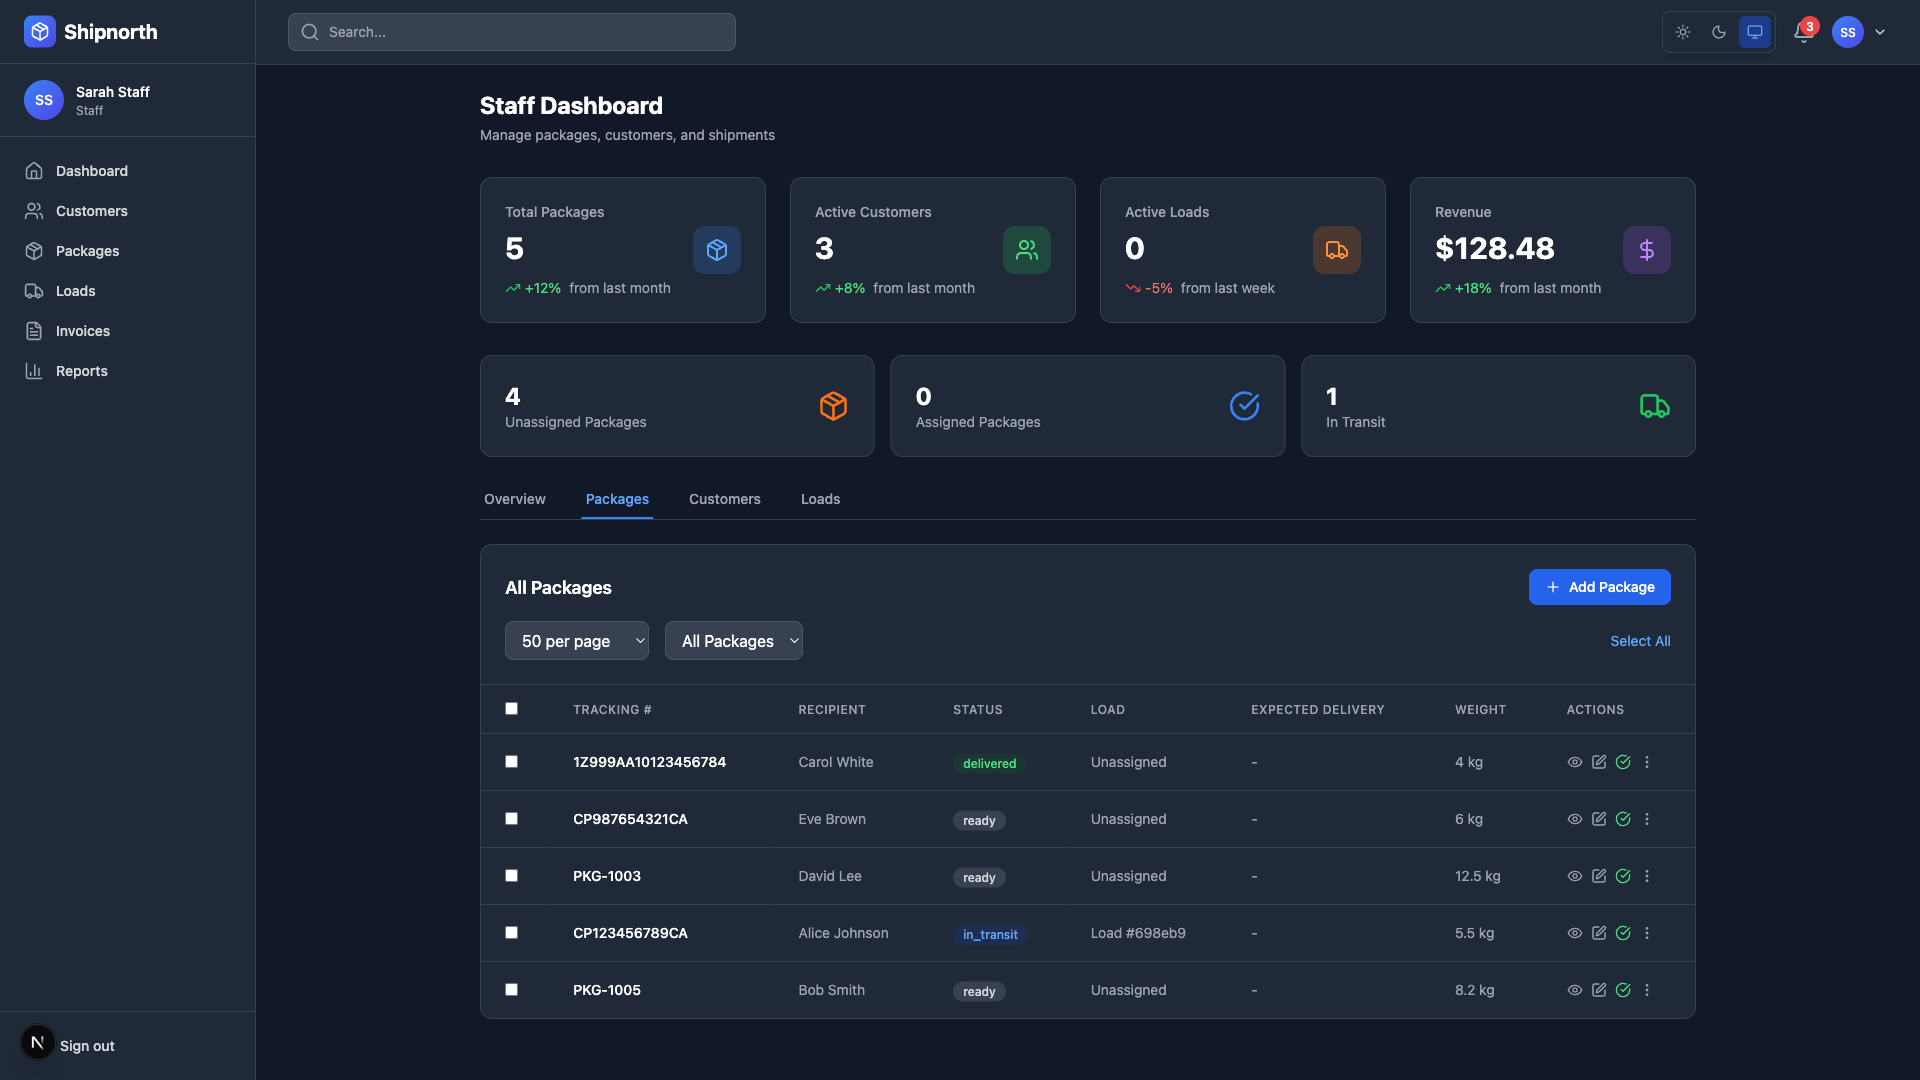 Shipnorth
Search...
3
SS
SS
Sarah Staff
Staff
Dashboard
Customers
Packages
Loads
Invoices
Reports
N
Sign out
Staff Dashboard
Manage packages, customers, and shipments
Total Packages
5
+12% from last month
Active Customers
3
+8% from last month
Active Loads
0
-5% from last week
Revenue
$128.48
+18% from last month
4
Unassigned Packages
0
Assigned Packages
1
In Transit
Overview Packages Customers Loads
All Packages
Add Package
50 per page All Packages Select All
TRACKING # RECIPIENT STATUS LOAD EXPECTED DELIVERY WEIGHT ACTIONS
1Z999AA10123456784 Carol White delivered Unassigned - 4 kg
CP987654321CA Eve Brown ready Unassigned - 6 kg
PKG-1003 David Lee ready Unassigned - 12.5 kg
CP123456789CA Alice Johnson in_transit Load #698eb9 - 5.5 kg
PKG-1005 Bob Smith ready Unassigned - 8.2 kg